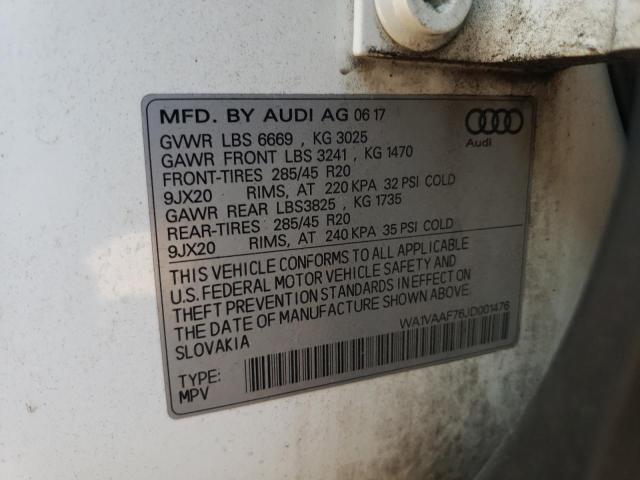 MFD. BY AUDI AG 06 17
Audi
GVWR LBS 6669 , KG 3025
GAWR FRONT LBS 3241 , KG 1470
FRONT-TIRES 285/45 R20
9JX20 RIMS, AT 220 KPA 32 PSI COLD
GAWR REAR LBS3825 , KG 1735
REAR-TIRES 285/45 R20
9JX20 RIMS, AT 240 KPA 35 PSI COLD
THIS VEHICLE CONFORMS TO ALL APPLICABLE
U.S. FEDERAL MOTOR VEHICLE SAFETY AND
THEFT PREVENTION STANDARDS IN EFFECT ON
THE DATE OF MANUFACTURE SHOWN ABOVE.
SLOVAKIA
WA1VAAF76JD001476
TYPE:
MPV